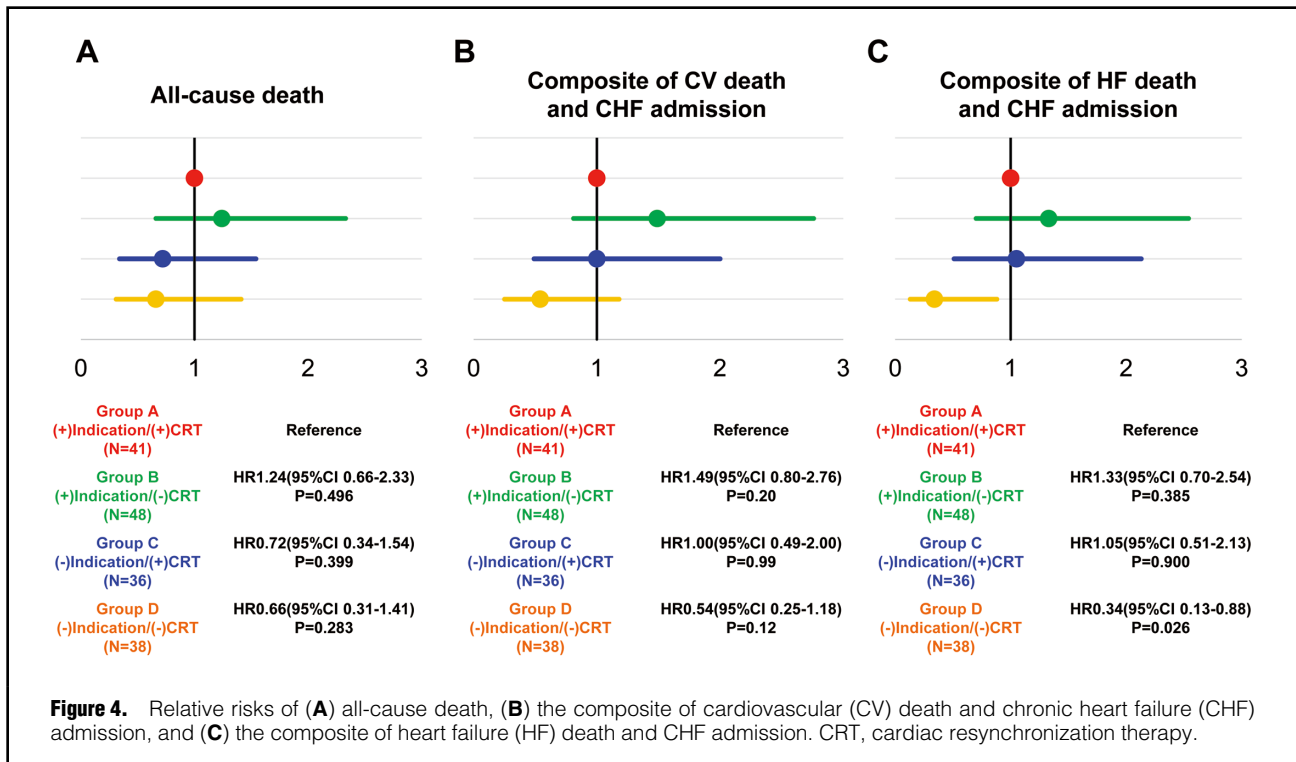 A
All-cause death
0 1 2 3
Group A
(+)Indication/(+)CRT
(N=41)
Reference
Group B
(+)Indication/(-)CRT
(N=48)
HR1.24(95%CI 0.66-2.33)
P=0.496
Group C
(-)Indication/(+)CRT
(N=36)
HR0.72(95%CI 0.34-1.54)
P=0.399
Group D
(-)Indication/(-)CRT
(N=38)
HR0.66(95%CI 0.31-1.41)
P=0.283
B
Composite of CV death
and CHF admission
0 1 2 3
Group A
(+)Indication/(+)CRT
(N=41)
Reference
Group B
(+)Indication/(-)CRT
(N=48)
HR1.49(95%CI 0.80-2.76)
P=0.20
Group C
(-)Indication/(+)CRT
(N=36)
HR1.00(95%CI 0.49-2.00)
P=0.99
Group D
(-)Indication/(-)CRT
(N=38)
HR0.54(95%CI 0.25-1.18)
P=0.12
C
Composite of HF death
and CHF admission
0 1 2 3
Group A
(+)Indication/(+)CRT
(N=41)
Reference
Group B
(+)Indication/(-)CRT
(N=48)
HR1.33(95%CI 0.70-2.54)
P=0.385
Group C
(-)Indication/(+)CRT
(N=36)
HR1.05(95%CI 0.51-2.13)
P=0.900
Group D
(-)Indication/(-)CRT
(N=38)
HR0.34(95%CI 0.13-0.88)
P=0.026
Figure 4. Relative risks of (A) all-cause death, (B) the composite of cardiovascular (CV) death and chronic heart failure (CHF)
admission, and (C) the composite of heart failure (HF) death and CHF admission. CRT, cardiac resynchronization therapy.